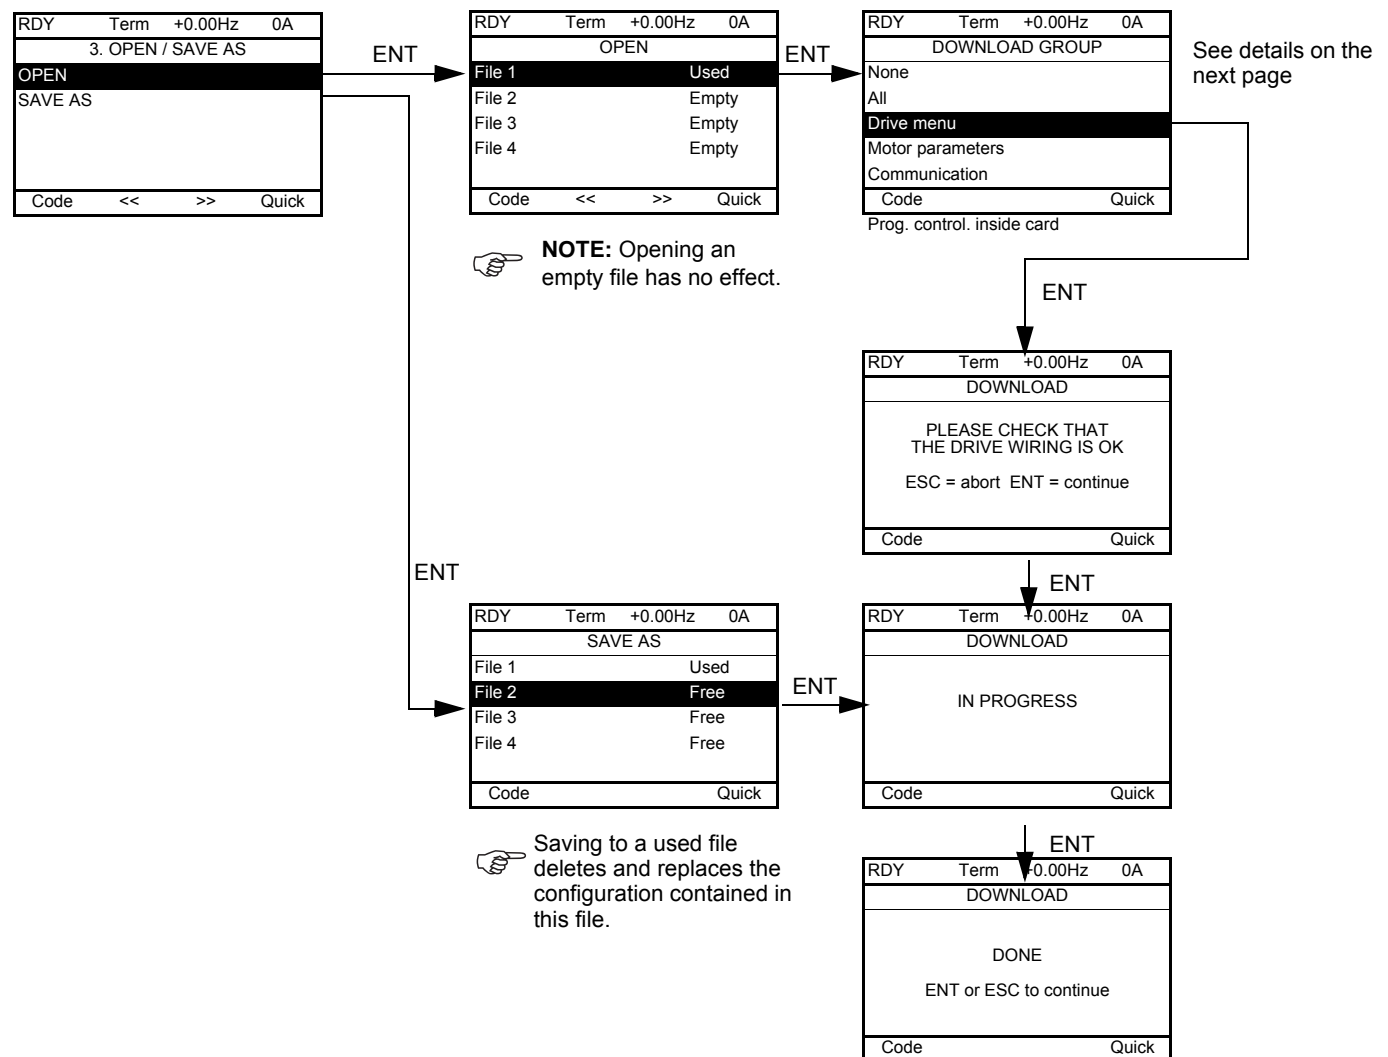 RDY Term +0.00Hz 0A
3. OPEN / SAVE AS
OPEN
SAVE AS
Code << >> Quick
ENT
RDY Term +0.00Hz 0A
OPEN
File 1 Used
File 2 Empty
File 3 Empty
File 4 Empty
Code << >> Quick
NOTE: Opening an
empty file has no effect.
ENT
RDY Term +0.00Hz 0A
DOWNLOAD GROUP
None
All
Drive menu
Motor parameters
Communication
Code Quick
Prog. control. inside card
See details on the
next page
ENT
RDY Term +0.00Hz 0A
DOWNLOAD
PLEASE CHECK THAT
THE DRIVE WIRING IS OK
ESC = abort ENT = continue
Code Quick
ENT
ENT
RDY Term +0.00Hz 0A
SAVE AS
File 1 Used
File 2 Free
File 3 Free
File 4 Free
Code Quick
Saving to a used file
deletes and replaces the
configuration contained in
this file.
ENT
RDY Term +0.00Hz 0A
DOWNLOAD
IN PROGRESS
Code Quick
ENT
RDY Term +0.00Hz 0A
DOWNLOAD
DONE
ENT or ESC to continue
Code Quick